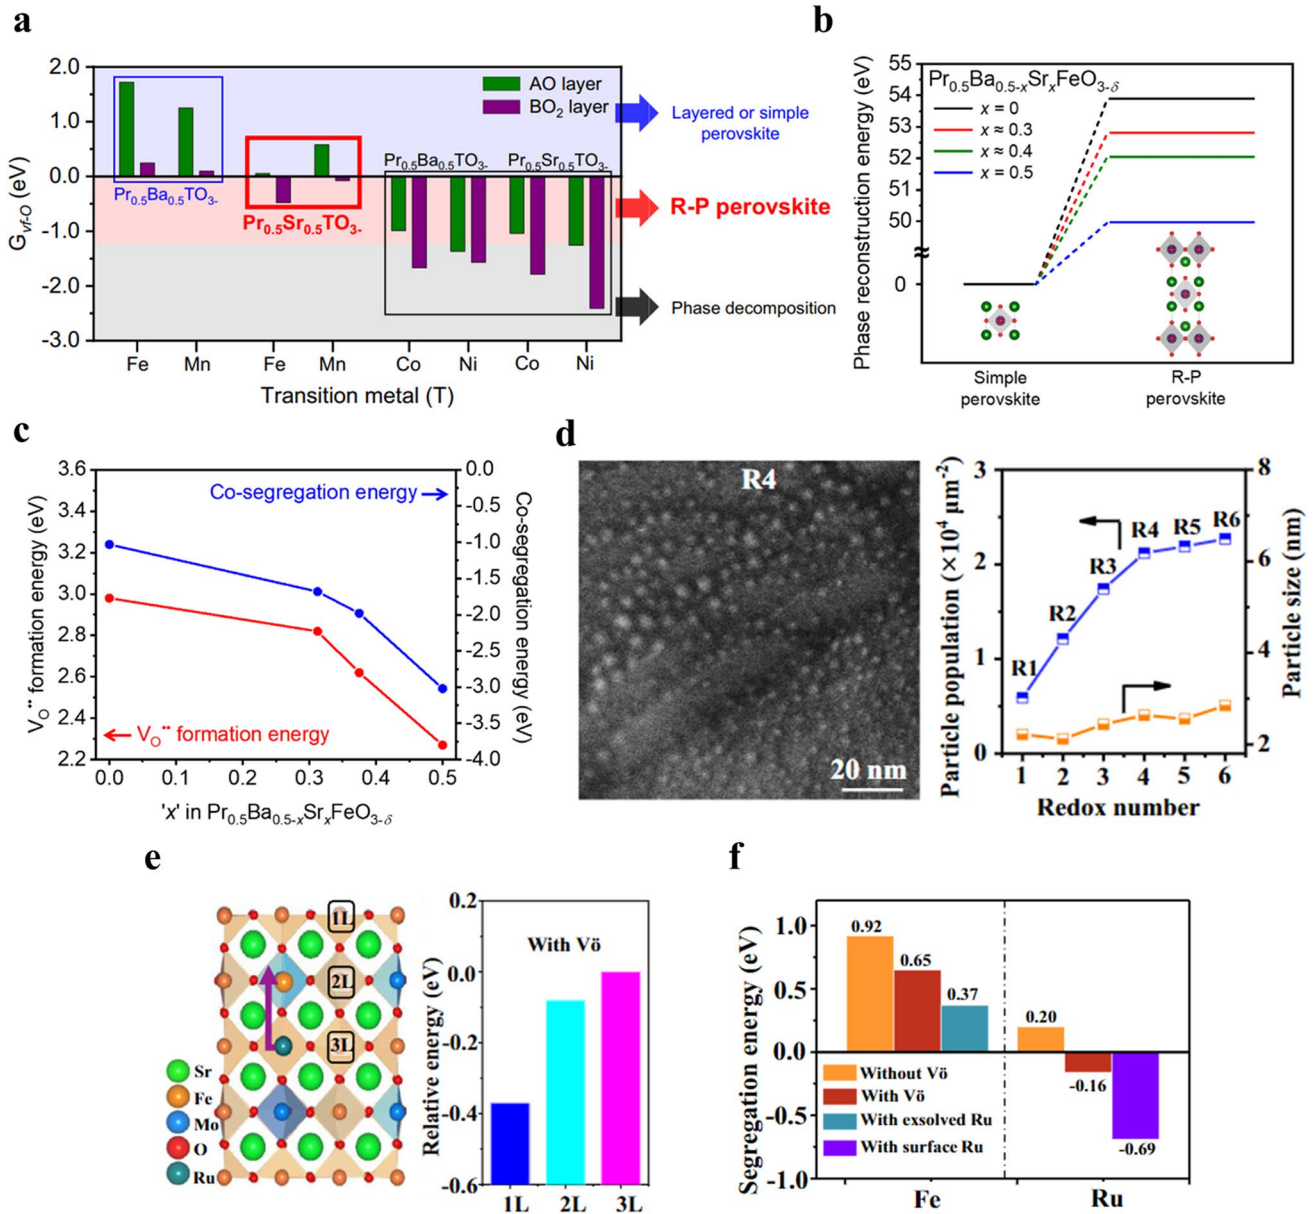 a
2.0
1.0
0.0
-1.0
-2.0
-3.0
G_vf-O (eV)
AO layer
BO₂ layer
Pr₀.₅Ba₀.₅TO₃₋
Pr₀.₅Sr₀.₅TO₃₋
Pr₀.₅Ba₀.₅TO₃₋ Pr₀.₅Sr₀.₅TO₃₋
Fe Mn Fe Mn Co Ni Co Ni
Transition metal (T)
Layered or simple
perovskite
R-P perovskite
Phase decomposition
b
Phase reconstruction energy (eV)
55
54
53
52
51
50
0
Pr₀.₅Ba₀.₅₋ₓSrₓFeO₃₋δ
x = 0
x ≈ 0.3
x ≈ 0.4
x = 0.5
Simple
perovskite
R-P
perovskite
c
V_O•• formation energy (eV)
3.6
3.4
3.2
3.0
2.8
2.6
2.4
2.2
Co-segregation energy →
← V_O•• formation energy
0.0
-0.5
-1.0
-1.5
-2.0
-2.5
-3.0
-3.5
-4.0
Co-segregation energy (eV)
0.0 0.1 0.2 0.3 0.4 0.5
'x' in Pr₀.₅Ba₀.₅₋ₓSrₓFeO₃₋δ
d
R4
20 nm
Particle population (×10⁴ μm⁻²)
3
2
1
0
R1
R2
R3
R4
R5
R6
8
6
4
2
Particle size (nm)
1 2 3 4 5 6
Redox number
e
1L
2L
3L
Sr
Fe
Mo
O
Ru
Relative energy (eV)
0.2
0.0
-0.2
-0.4
-0.6
With Vö
1L 2L 3L
f
Segregation energy (eV)
1.0
0.5
0.0
-0.5
-1.0
0.92
0.65
0.37
0.20
-0.16
-0.69
Without Vö
With Vö
With exsolved Ru
With surface Ru
Fe Ru